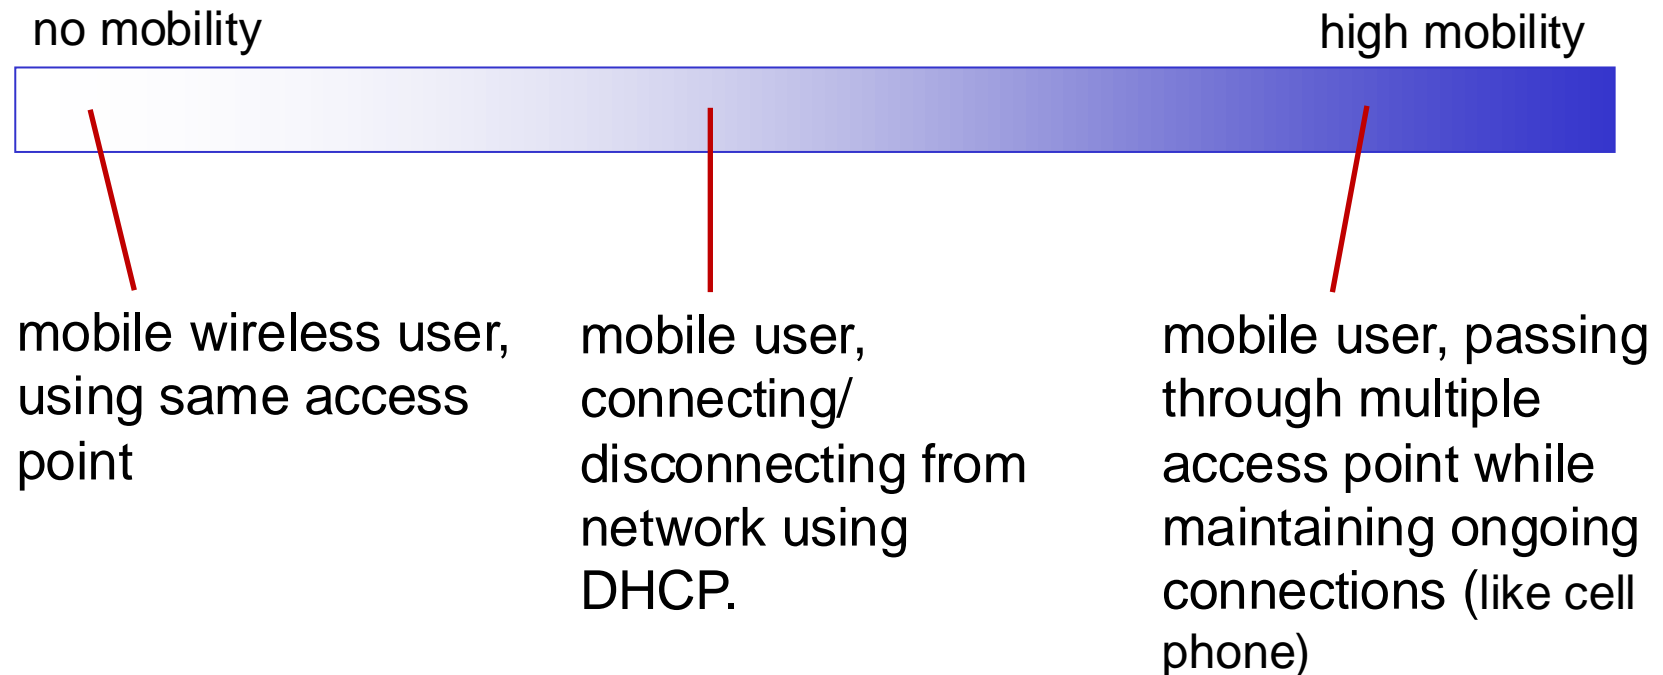 no mobility
high mobility
mobile wireless user,
using same access
point
mobile user,
connecting/
disconnecting from
network using
DHCP.
mobile user, passing
through multiple
access point while
maintaining ongoing
connections (like cell
phone)